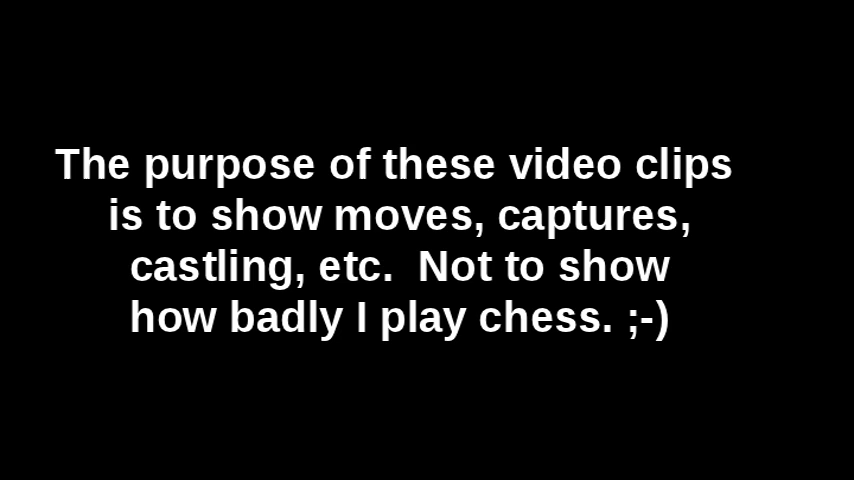 The purpose of these video clips
is to show moves, captures,
castling, etc.  Not to show
how badly I play chess. ;-)